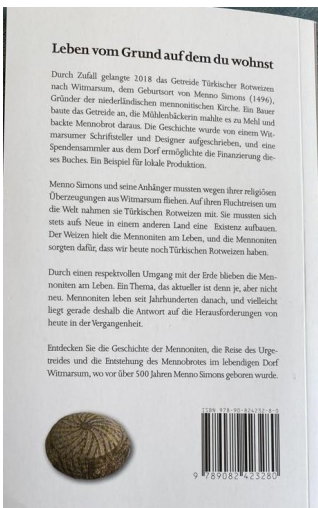 Leben vom Grund auf dem du wohnst
Durch Zufall gelangte 2018 das Getreide Türkischer Rotweizen
nach Witmarsum, dem Geburtsort von Menno Simons (1496),
Gründer der niederländischen mennonitischen Kirche. Ein Bauer
baute das Getreide an, die Mühlenbäckerin mahlte es zu Mehl und
backte Mennobrot daraus. Die Geschichte wurde von einem Wit-
marsumer Schriftsteller und Designer aufgeschrieben, und eine
Spendensammler aus dem Dorf ermöglichte die Finanzierung die-
ses Buches. Ein Beispiel für lokale Produktion.
Menno Simons und seine Anhänger mussten wegen ihrer religiösen
Überzeugungen aus Witmarsum fliehen. Auf ihren Fluchtreisen um
die Welt nahmen sie Türkischen Rotweizen mit. Sie mussten sich
stets aufs Neue in einem anderen Land eine Existenz aufbauen.
Der Weizen hielt die Mennoniten am Leben, und die Mennoniten
sorgten dafür, dass wir heute noch Türkischen Rotweizen haben.
Durch einen respektvollen Umgang mit der Erde blieben die Men-
noniten am Leben. Ein Thema, das aktueller ist denn je, aber nicht
neu. Mennoniten leben seit Jahrhunderten danach, und vielleicht
liegt gerade deshalb die Antwort auf die Herausforderungen von
heute in der Vergangenheit.
Entdecken Sie die Geschichte der Mennoniten, die Reise des Urge-
treides und die Entstehung des Mennobrotes im lebendigen Dorf
Witmarsum, wo vor über 500 Jahren Menno Simons geboren wurde.
ISBN 978-90-824232-8-0
9 789082 423280